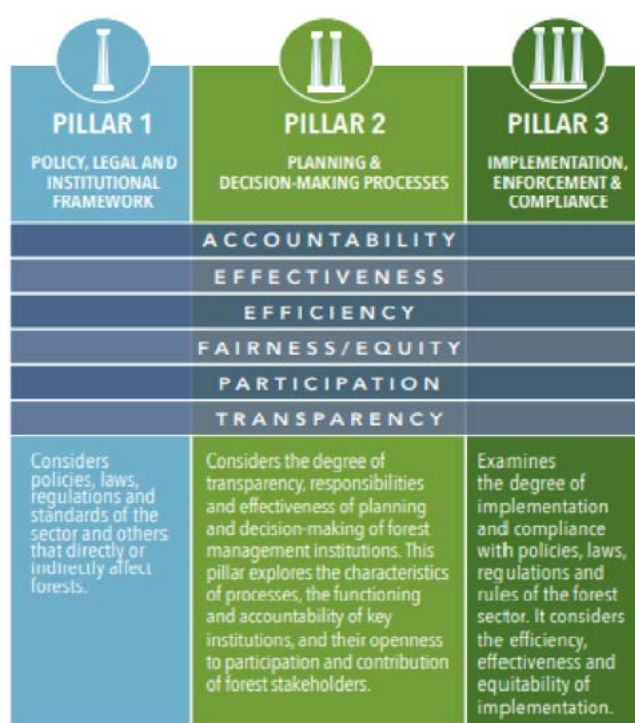 PILLAR 1
POLICY, LEGAL AND
INSTITUTIONAL
FRAMEWORK
PILLAR 2
PLANNING &
DECISION-MAKING PROCESSES
PILLAR 3
IMPLEMENTATION,
ENFORCEMENT &
COMPLIANCE
ACCOUNTABILITY
EFFECTIVENESS
EFFICIENCY
FAIRNESS/EQUITY
PARTICIPATION
TRANSPARENCY
Considers
policies, laws,
regulations and
standards of the
sector and others
that directly or
indirectly affect
forests.
Considers the degree of
transparency, responsibilities
and effectiveness of planning
and decision-making of forest
management institutions. This
pillar explores the characteristics
of processes, the functioning
and accountability of key
institutions, and their openness
to participation and contribution
of forest stakeholders.
Examines
the degree of
implementation
and compliance
with policies, laws,
regulations and
rules of the forest
sector. It considers
the efficiency,
effectiveness and
equitability of
implementation.